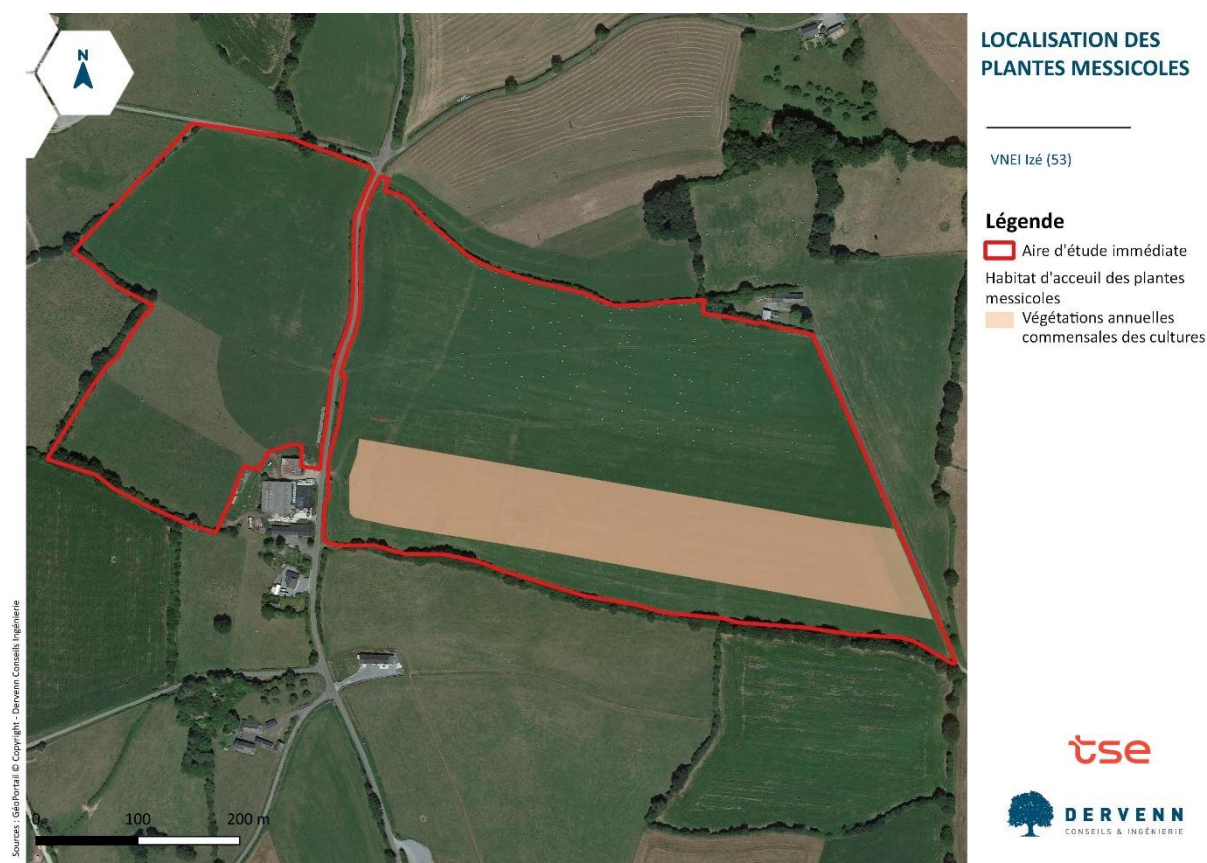 N
LOCALISATION DES
PLANTES MESSICOLES
VNEI Izé (53)
Légende
Aire d'étude immédiate
Habitat d'acceuil des plantes
messicoles
Végétations annuelles
commensales des cultures
Sources : GéoPortail © Copyright - Dervenn Conseils Ingénierie
0 100 200 m
tse
DERVENN
CONSEILS & INGÉNIERIE